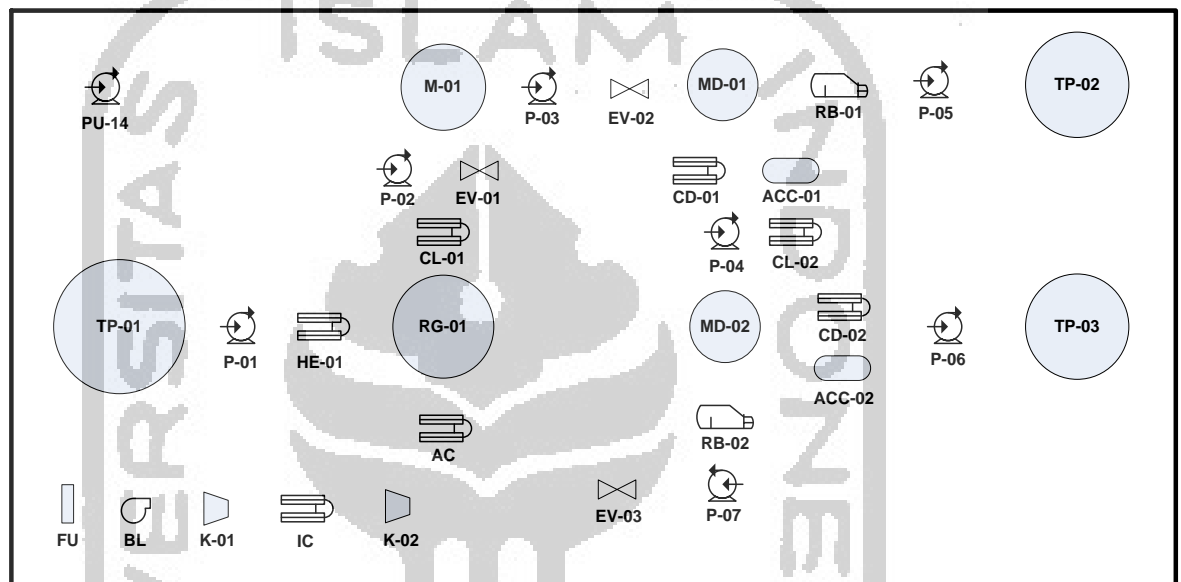 ISLAM
M-01
MD-01
TP-02
RB-01
P-05
P-03
EV-02
PU-14
P-02
EV-01
CD-01
ACC-01
CL-01
P-04
CL-02
TP-01
RG-01
MD-02
TP-03
CD-02
P-01
HE-01
P-06
ACC-02
RB-02
AC
EV-03
P-07
FU
BL
K-01
IC
K-02